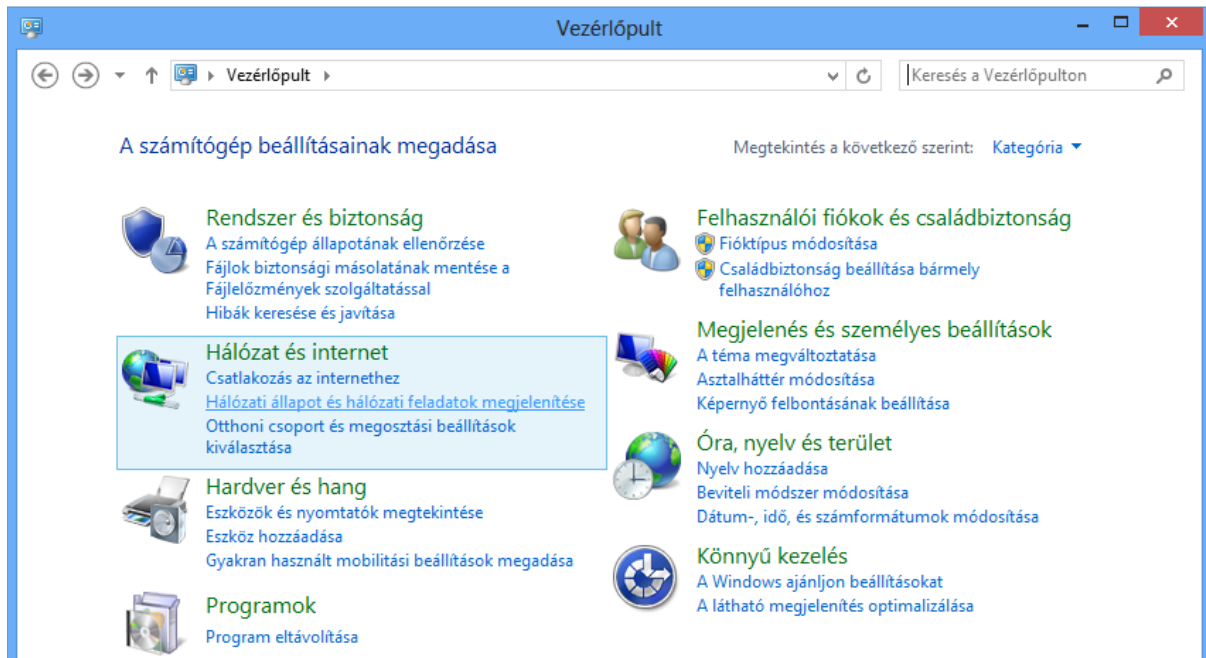 Vezérlőpult
Vezérlőpult
Keresés a Vezérlőpulton
A számítógép beállításainak megadása
Megtekintés a következő szerint: Kategória
Rendszer és biztonság
A számítógép állapotának ellenőrzése
Fájlok biztonsági másolatának mentése a
Fájlelőzmények szolgáltatással
Hibák keresése és javítása
Hálózat és internet
Csatlakozás az internethez
Hálózati állapot és hálózati feladatok megjelenítése
Otthoni csoport és megosztási beállítások
kiválasztása
Hardver és hang
Eszközök és nyomtatók megtekintése
Eszköz hozzáadása
Gyakran használt mobilitási beállítások megadása
Programok
Program eltávolítása
Felhasználói fiókok és családbiztonság
Fióktípus módosítása
Családbiztonság beállítása bármely
felhasználóhoz
Megjelenés és személyes beállítások
A téma megváltoztatása
Asztalháttér módosítása
Képernyő felbontásának beállítása
Óra, nyelv és terület
Nyelv hozzáadása
Beviteli módszer módosítása
Dátum-, idő, és számformátumok módosítása
Könnyű kezelés
A Windows ajánljon beállításokat
A látható megjelenítés optimalizálása